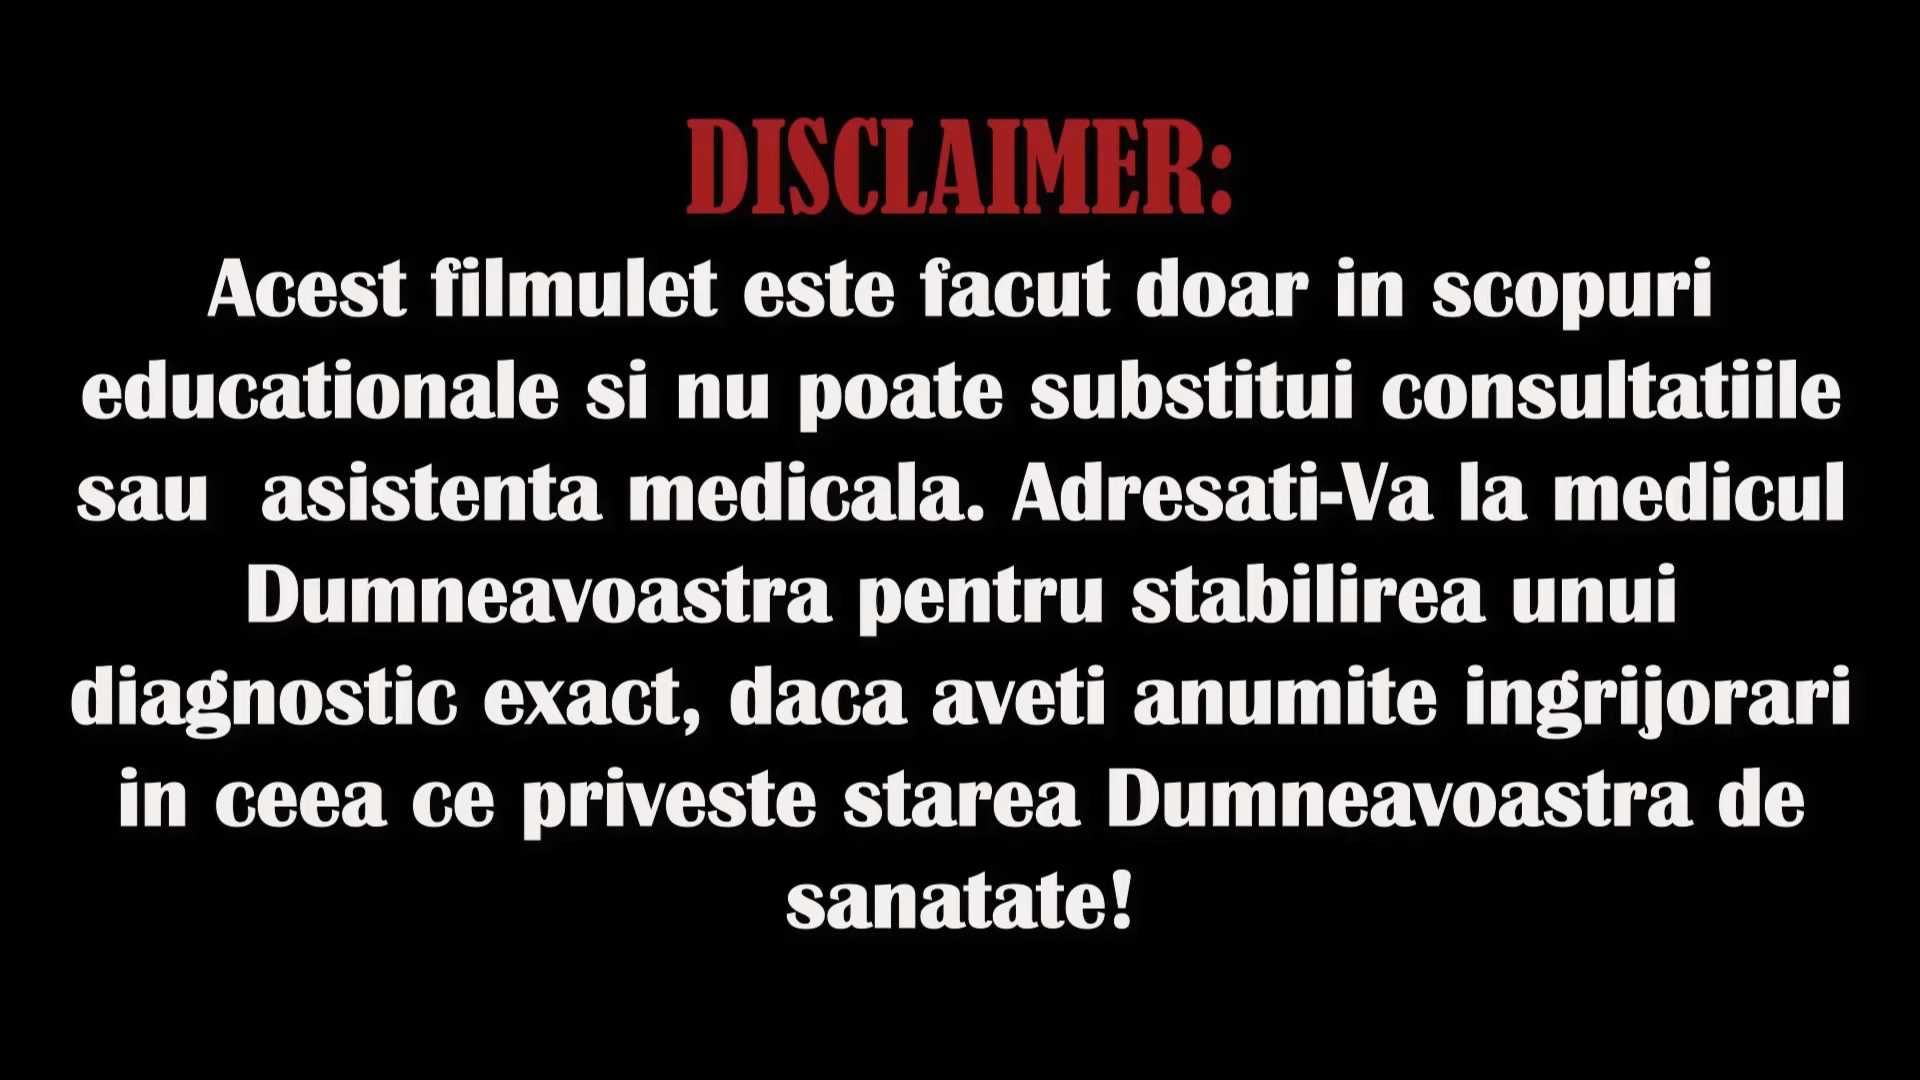 DISCLAIMER:
Acest filmulet este facut doar in scopuri
educationale si nu poate substitui consultatiile
sau  asistenta medicala. Adresati-Va la medicul
Dumneavoastra pentru stabilirea unui
diagnostic exact, daca aveti anumite ingrijorari
in ceea ce priveste starea Dumneavoastra de
sanatate!